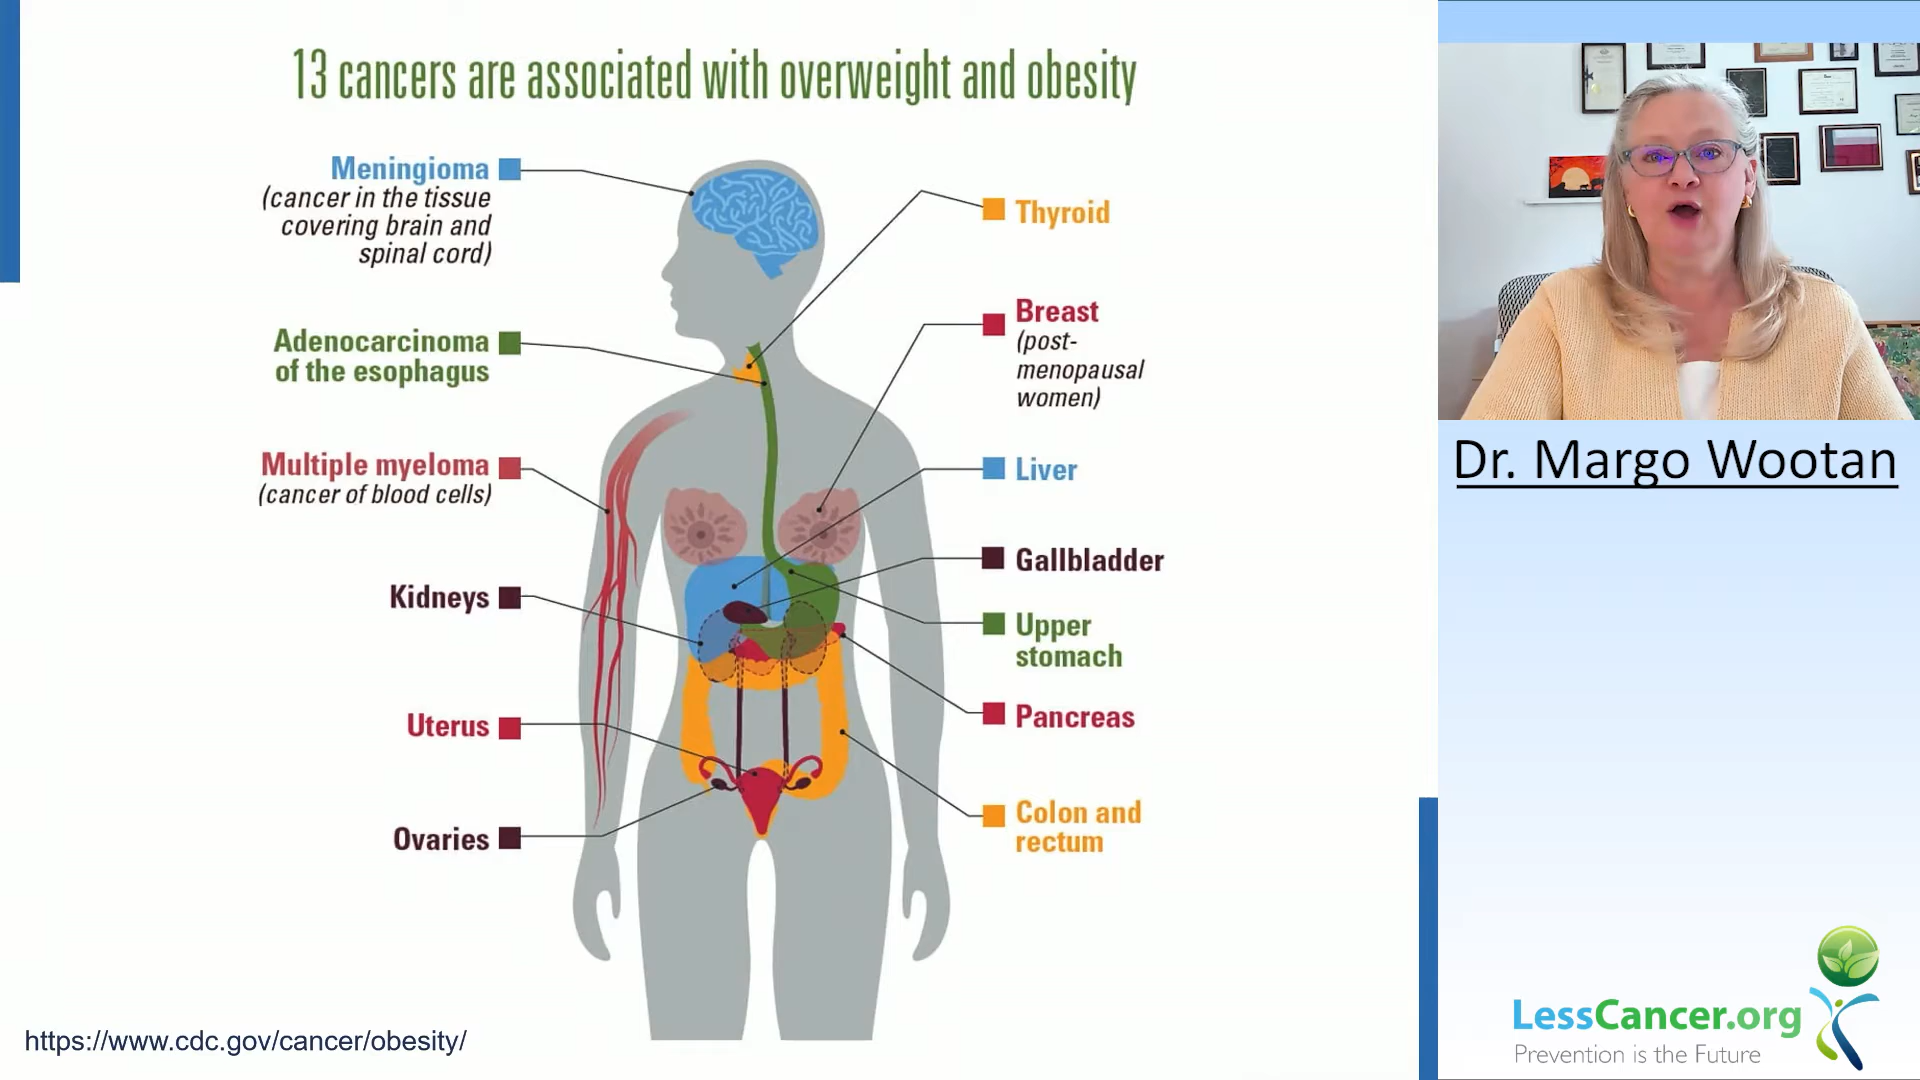 13 cancers are associated with overweight and obesity
Meningioma
(cancer in the tissue
covering brain and
spinal cord)
Adenocarcinoma
of the esophagus
Multiple myeloma
(cancer of blood cells)
Kidneys
Uterus
Ovaries
Thyroid
Breast
(post-
menopausal
women)
Liver
Gallbladder
Upper
stomach
Pancreas
Colon and
rectum
https://www.cdc.gov/cancer/obesity/
Dr. Margo Wootan
LessCancer.org
Prevention is the Future